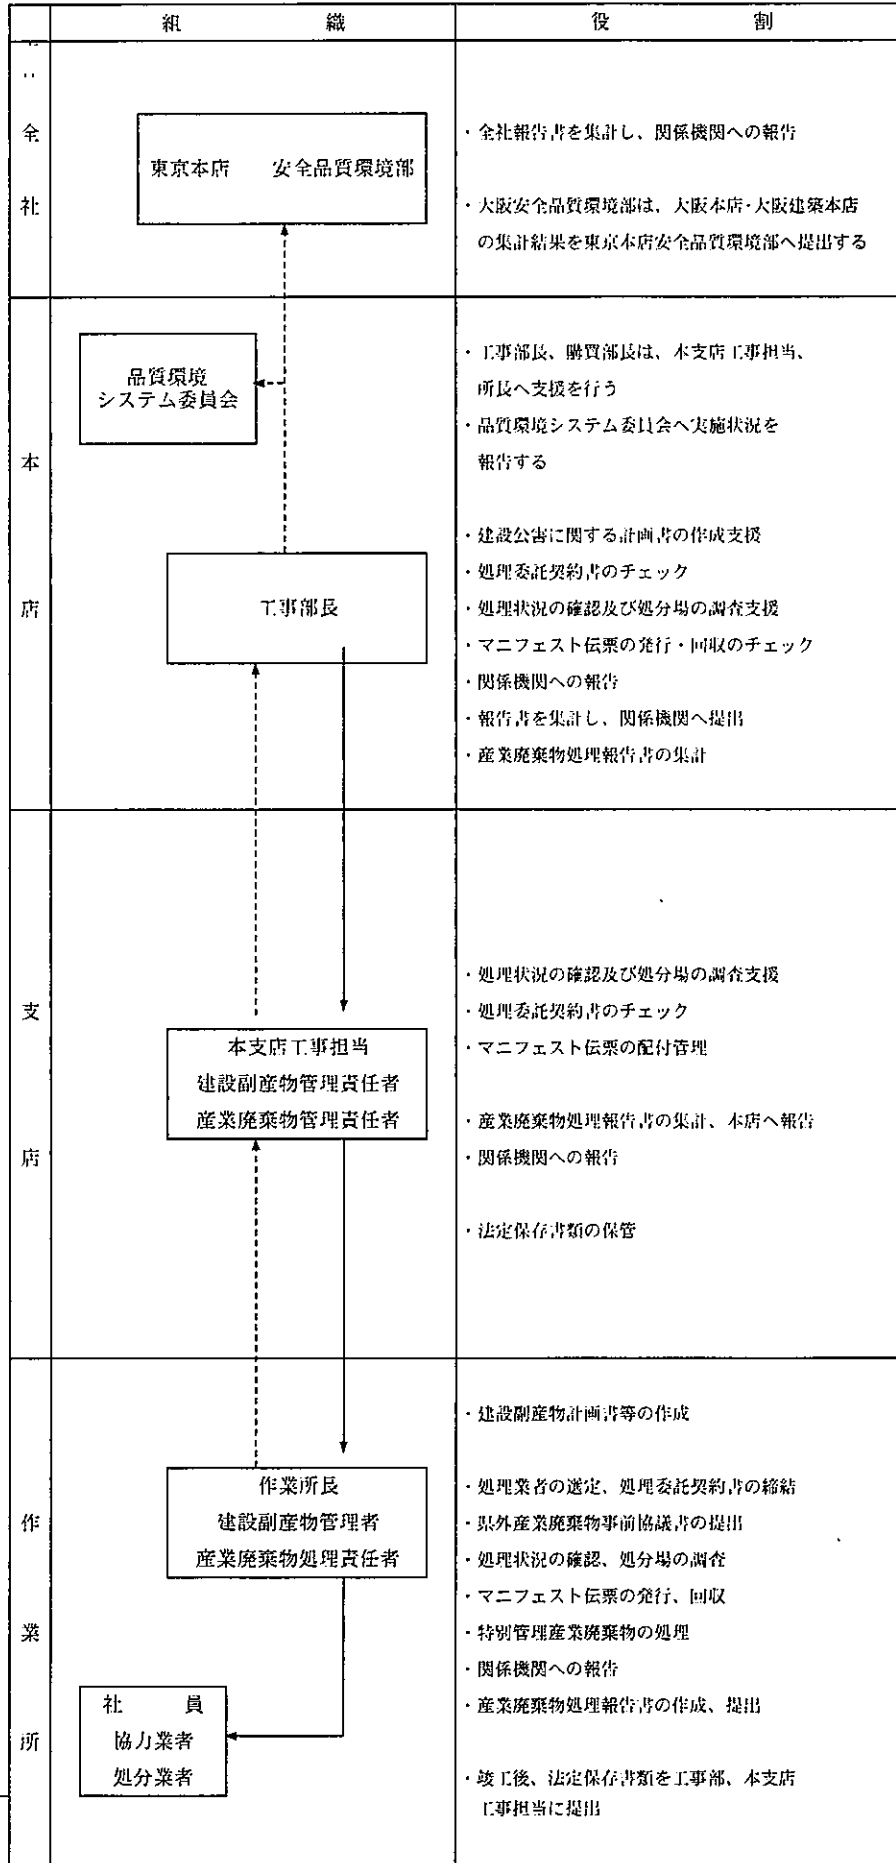 組　　織
役　　割
全社
東京本店　安全品質環境部
・全社報告書を集計し、関係機関への報告
・大阪安全品質環境部は、大阪本店・大阪建築本店
の集計結果を東京本店安全品質環境部へ提出する
本店
品質環境
システム委員会
工事部長
・工事部長、購買部長は、本支店工事担当、
所長へ支援を行う
・品質環境システム委員会へ実施状況を
報告する
・建設公害に関する計画書の作成支援
・処理委託契約書のチェック
・処理状況の確認及び処分場の調査支援
・マニフェスト伝票の発行・回収のチェック
・関係機関への報告
・報告書を集計し、関係機関へ提出
・産業廃棄物処理報告書の集計
支店
本支店工事担当
建設副産物管理責任者
産業廃棄物管理責任者
・処理状況の確認及び処分場の調査支援
・処理委託契約書のチェック
・マニフェスト伝票の配付管理
・産業廃棄物処理報告書の集計、本店へ報告
・関係機関への報告
・法定保存書類の保管
作業所
作業所長
建設副産物管理者
産業廃棄物処理責任者
社　　員
協力業者
処分業者
・建設副産物計画書等の作成
・処理業者の選定、処理委託契約書の締結
・県外産業廃棄物事前協議書の提出
・処理状況の確認、処分場の調査
・マニフェスト伝票の発行、回収
・特別管理産業廃棄物の処理
・関係機関への報告
・産業廃棄物処理報告書の作成、提出
・竣工後、法定保存書類を工事部、本支店
工事担当に提出